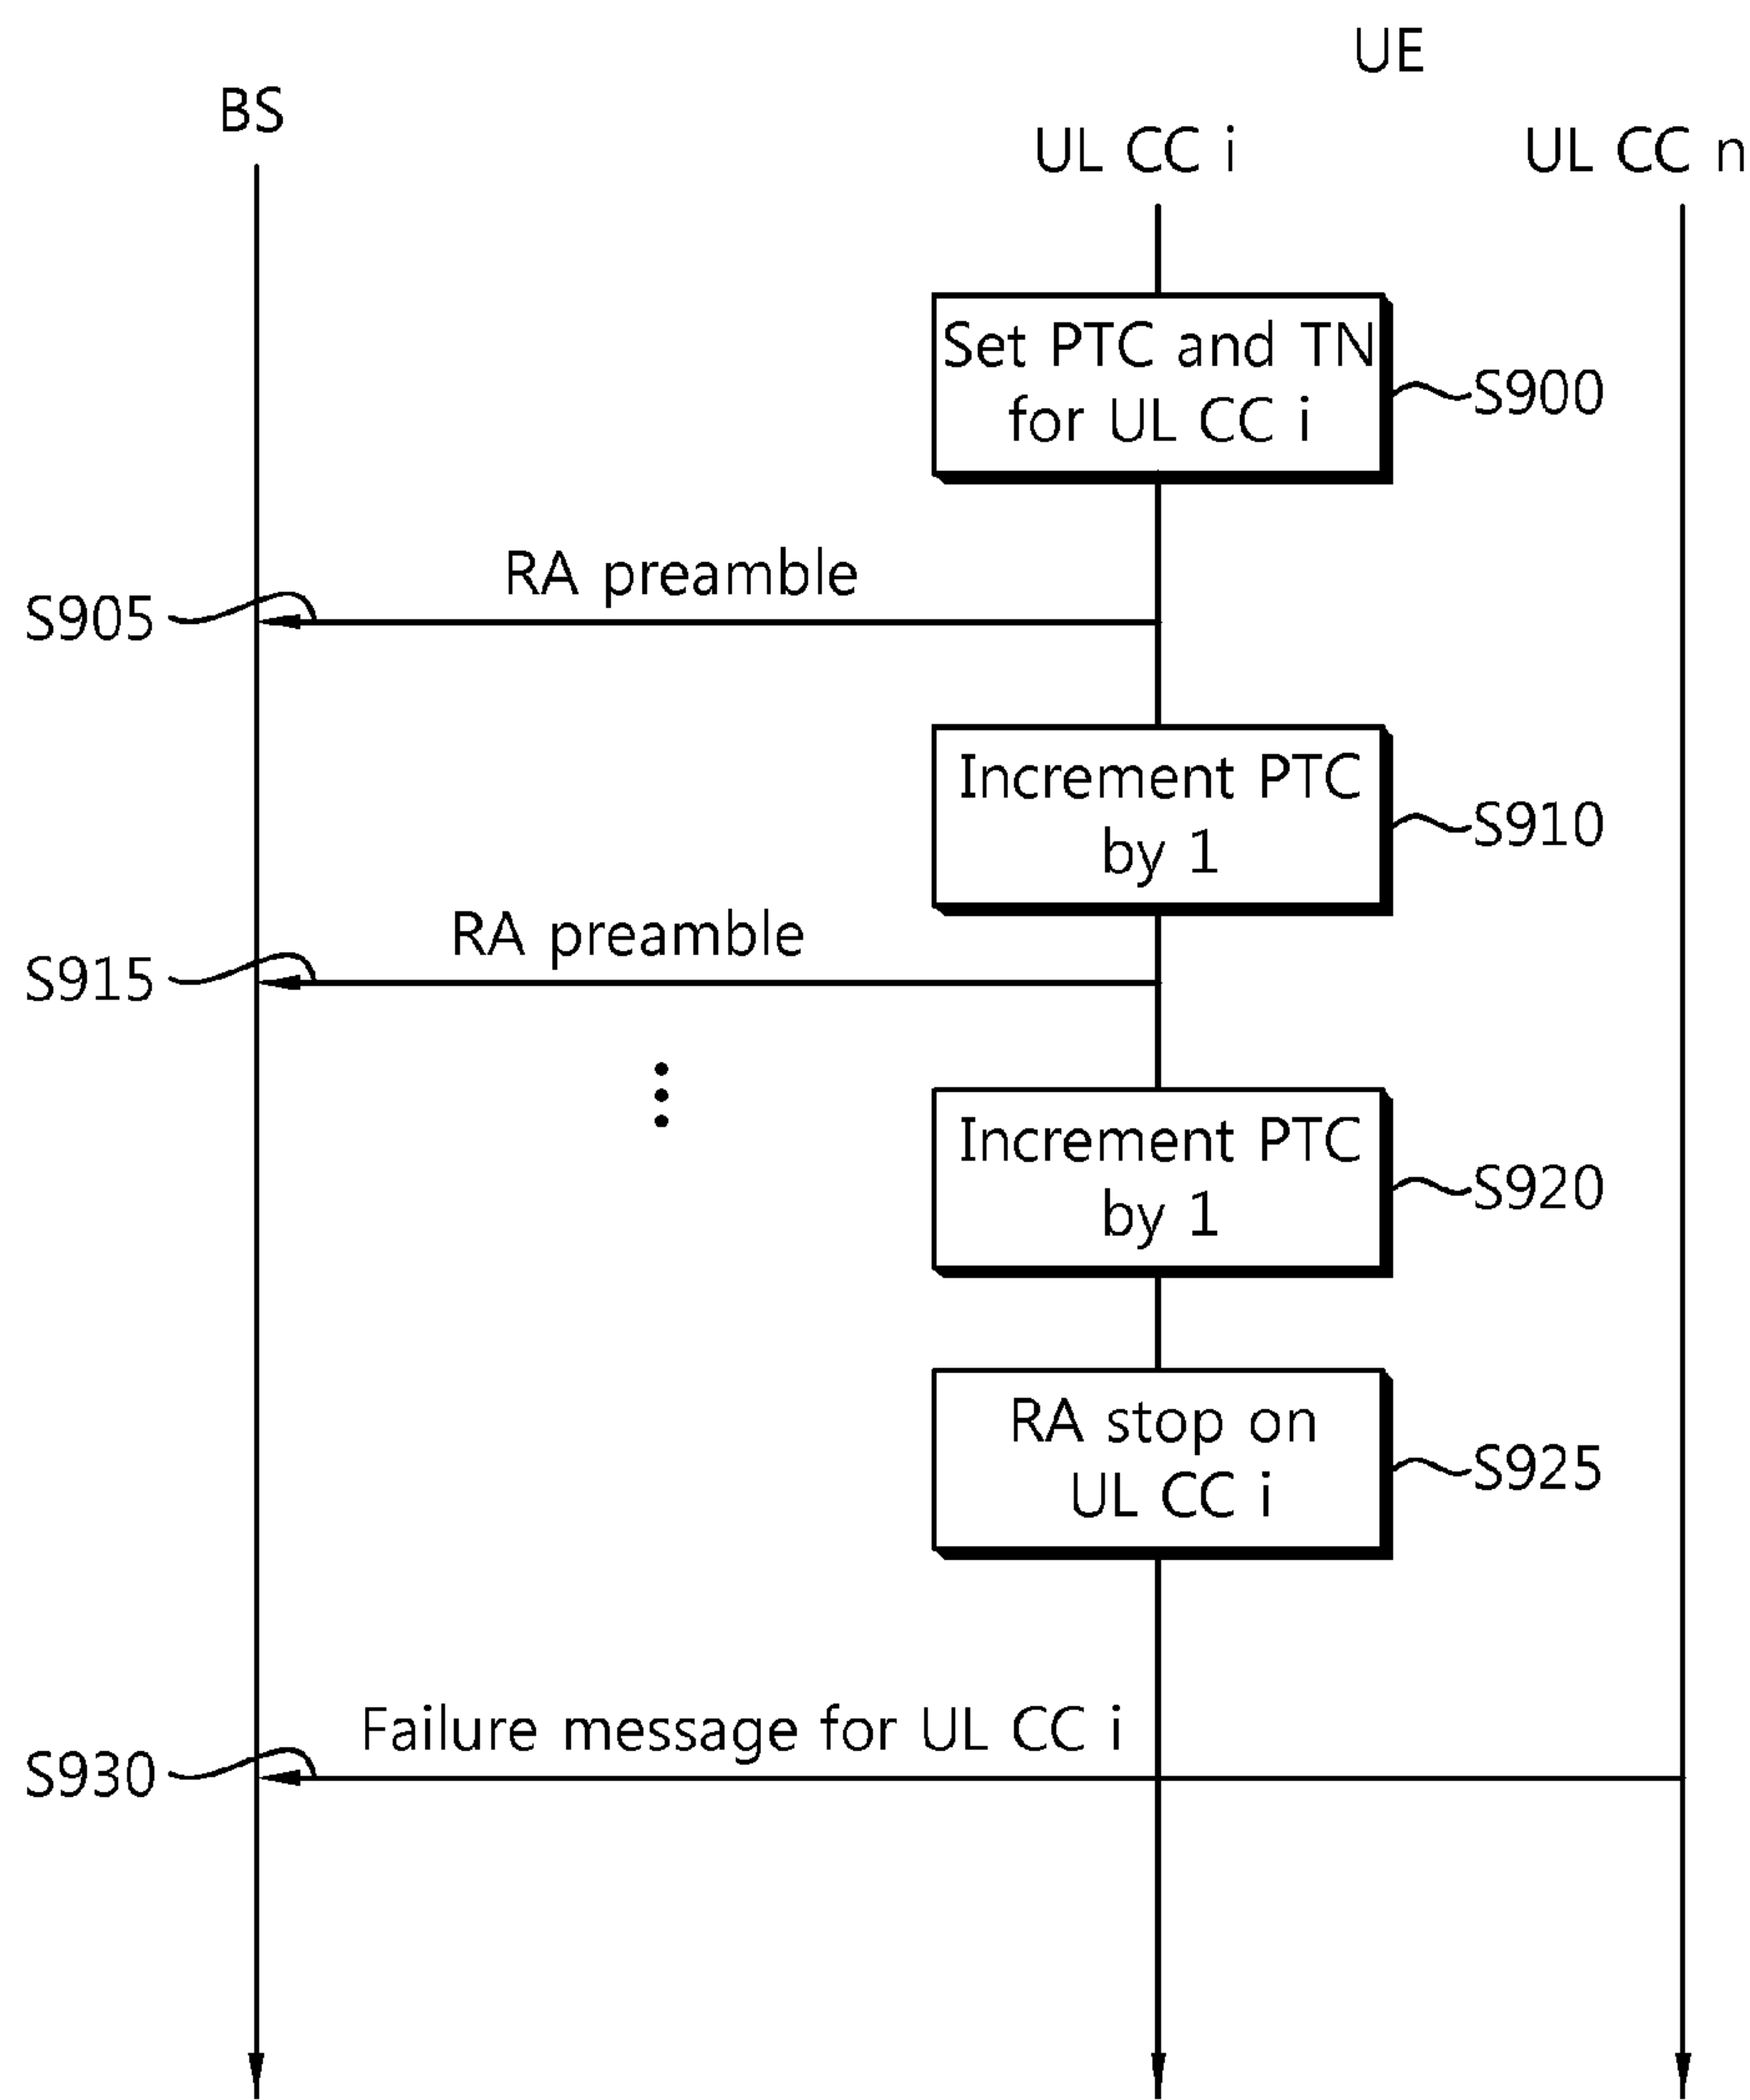 UE
BS
UL CC i
UL CC n
Set PTC and TN
for UL CC i
S900
RA preamble
S905
Increment PTC
by 1
S910
RA preamble
S915
Increment PTC
by 1
S920
RA stop on
UL CC i
S925
Failure message for UL CC i
S930